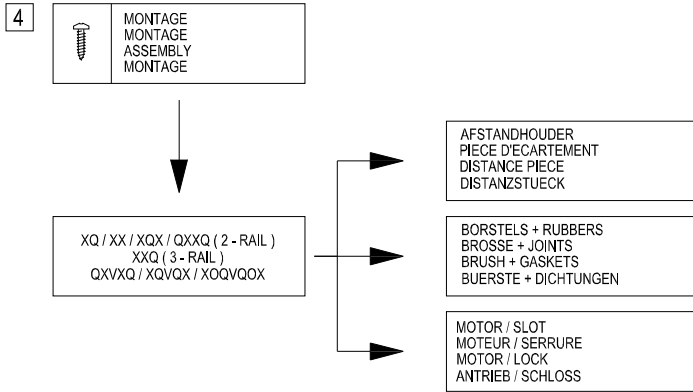 4
MONTAGE
MONTAGE
ASSEMBLY
MONTAGE
XQ / XX / XQX / QXXQ ( 2 - RAIL )
XXQ ( 3 - RAIL )
QXVXQ / XQVQX / XOQVQOX
AFSTANDHOUDER
PIECE D'ECARTEMENT
DISTANCE PIECE
DISTANZSTUECK
BORSTELS + RUBBERS
BROSSE + JOINTS
BRUSH + GASKETS
BUERSTE + DICHTUNGEN
MOTOR / SLOT
MOTEUR / SERRURE
MOTOR / LOCK
ANTRIEB / SCHLOSS